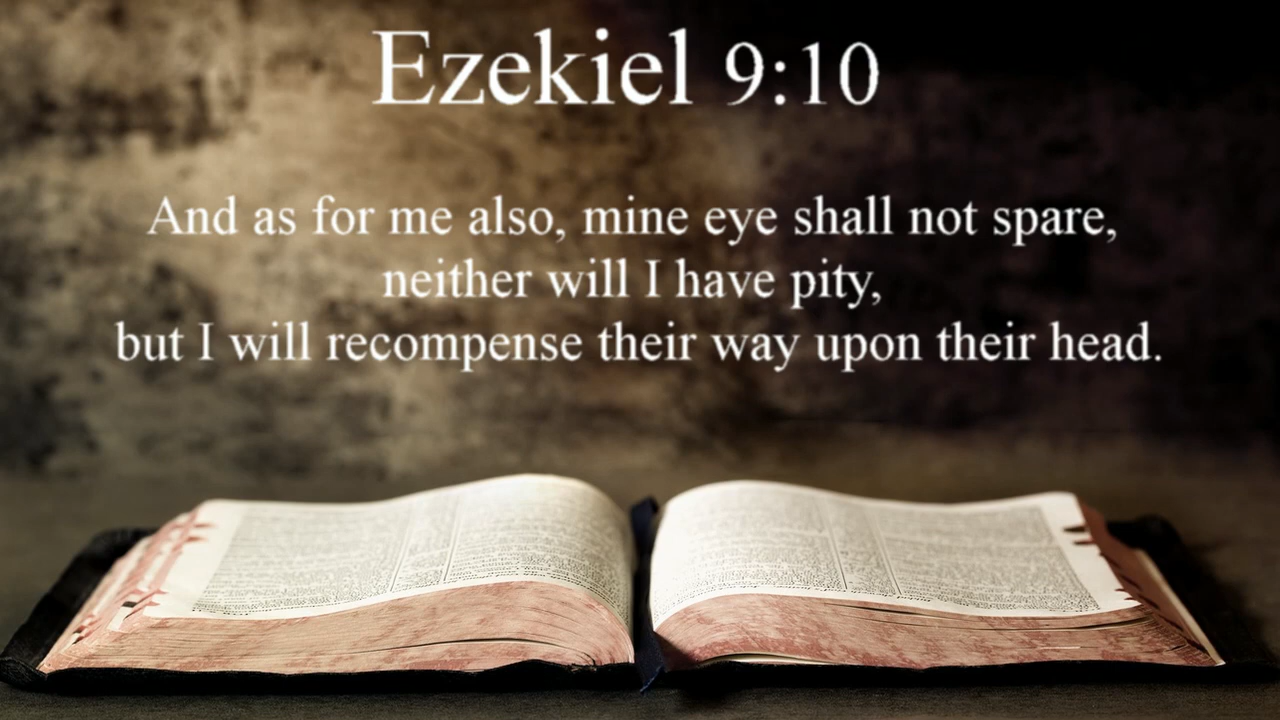 Ezekiel 9:10
And as for me also, mine eye shall not spare,
neither will I have pity,
but I will recompense their way upon their head.